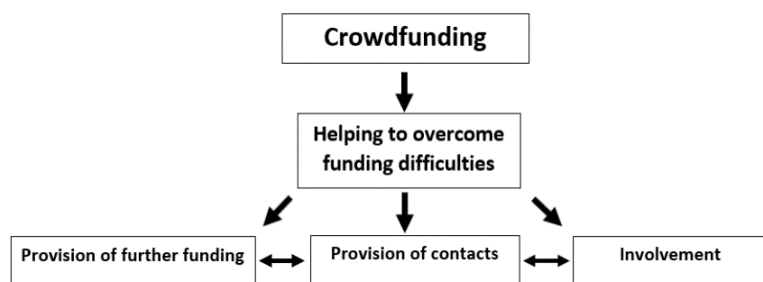 Crowdfunding
Helping to overcome
funding difficulties
Provision of further funding
Provision of contacts
Involvement